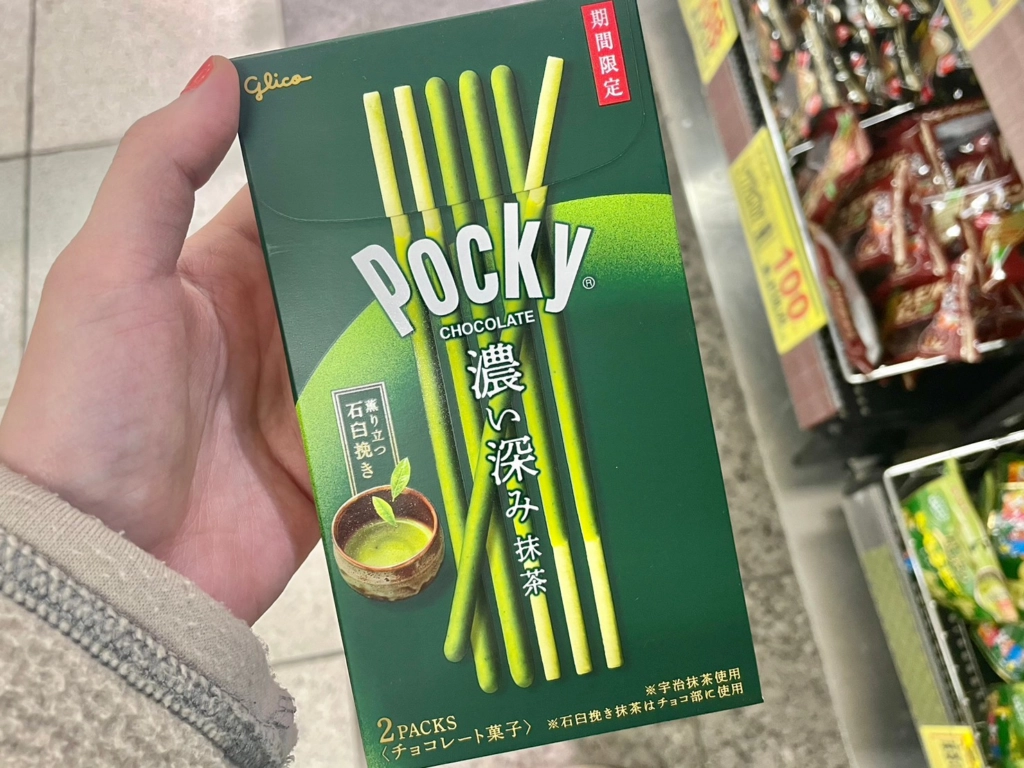 Glico
期間限定
Pocky®
CHOCOLATE
濃い深み抹茶
薫り立つ
石臼挽き
※宇治抹茶使用
※石臼挽き抹茶はチョコ部に使用
2 PACKS
〈チョコレート菓子〉
100